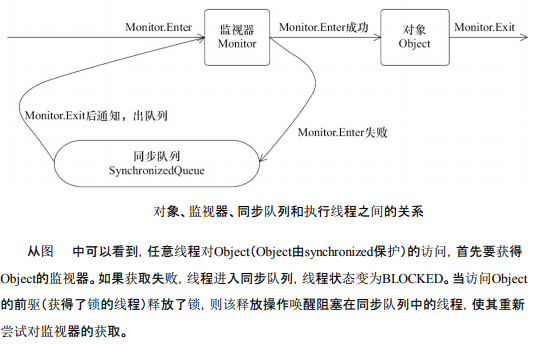 Monitor.Enter
监视器
Monitor
Monitor.Enter成功
对象
Object
Monitor.Exit
Monitor.Exit后通知，出队列
Monitor.Enter失败
同步队列
SynchronizedQueue
对象、监视器、同步队列和执行线程之间的关系
从图 中可以看到，任意线程对Object（Object由synchronized保护）的访问，首先要获得
Object的监视器。如果获取失败，线程进入同步队列，线程状态变为BLOCKED。当访问Object
的前驱（获得了锁的线程）释放了锁，则该释放操作唤醒阻塞在同步队列中的线程，使其重新
尝试对监视器的获取。